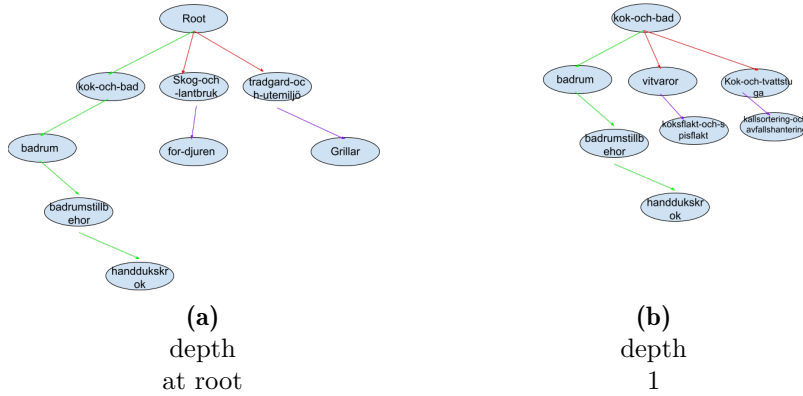 Root
kok-och-bad
Skog-och
-lantbruk
tradgard-oc
h-utemiljö
badrum
for-djuren
Grillar
badrumstillb
ehor
handdukskr
ok
(a)
depth
at root
kok-och-bad
badrum
vitvaror
Kok-och-tvattstu
ga
koksflakt-och-s
pisflakt
kallsortering-och
avfallshantering
badrumstillb
ehor
handdukskr
ok
(b)
depth
1